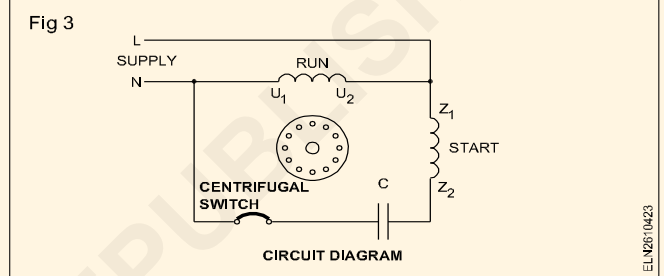 Fig 3
L
SUPPLY
N
RUN
U1 U2
Z1
START
Z2
CENTRIFUGAL
SWITCH
C
CIRCUIT DIAGRAM
ELN2610423